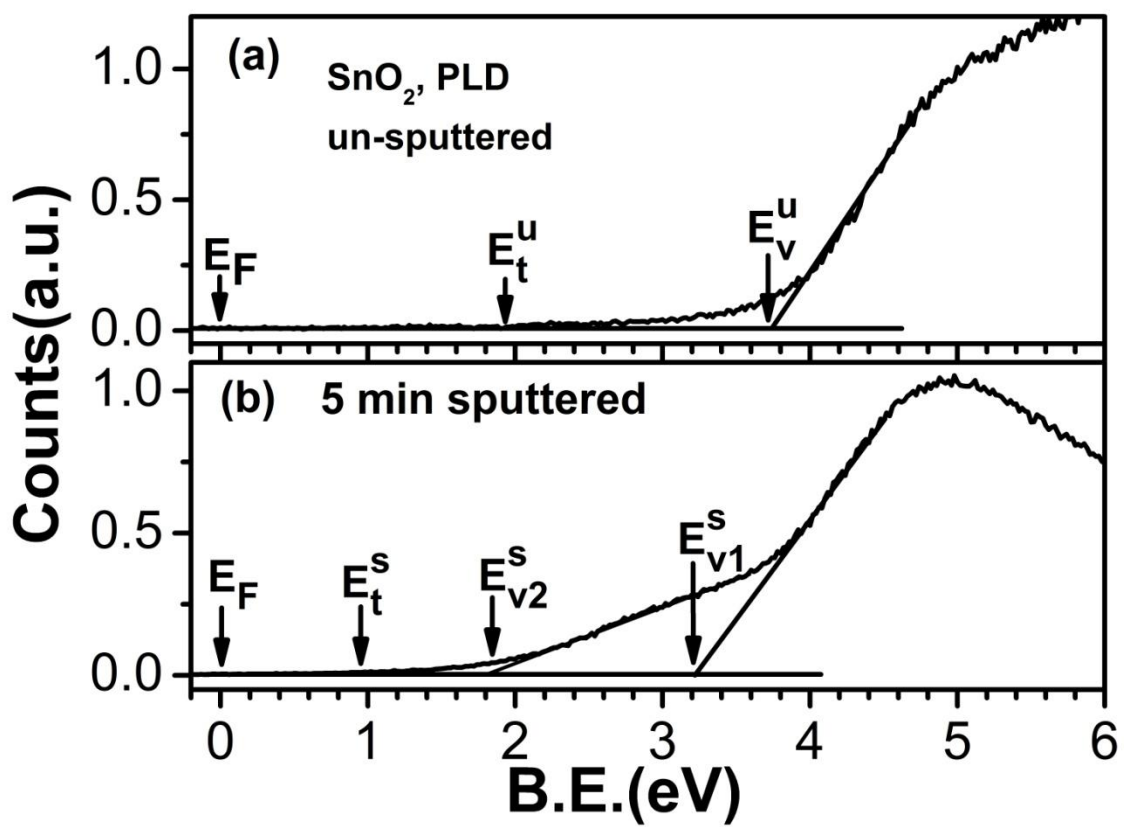 (a)
SnO₂, PLD
un-sputtered
1.0
0.5
0.0
E_F
E_t^u
E_v^u
Counts(a.u.)
(b) 5 min sputtered
1.0
0.5
0.0
E_F
E_t^s
E_v2^s
E_v1^s
0 1 2 3 4 5 6
B.E.(eV)